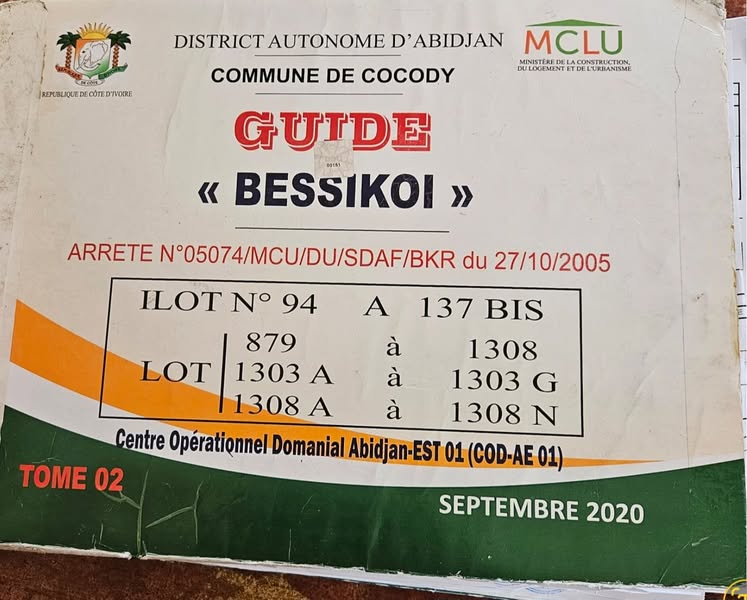 DISTRICT AUTONOME D'ABIDJAN
MCLU
MINISTÈRE DE LA CONSTRUCTION,
DU LOGEMENT ET DE L'URBANISME
REPUBLIQUE DE CÔTE D'IVOIRE
COMMUNE DE COCODY
GUIDE
00151
« BESSIKOI »
ARRETE N°05074/MCU/DU/SDAF/BKR du 27/10/2005
ILOT N° 94 A 137 BIS
879 à 1308
LOT 1303 A à 1303 G
1308 A à 1308 N
Centre Opérationnel Domanial Abidjan-EST 01 (COD-AE 01)
TOME 02
SEPTEMBRE 2020